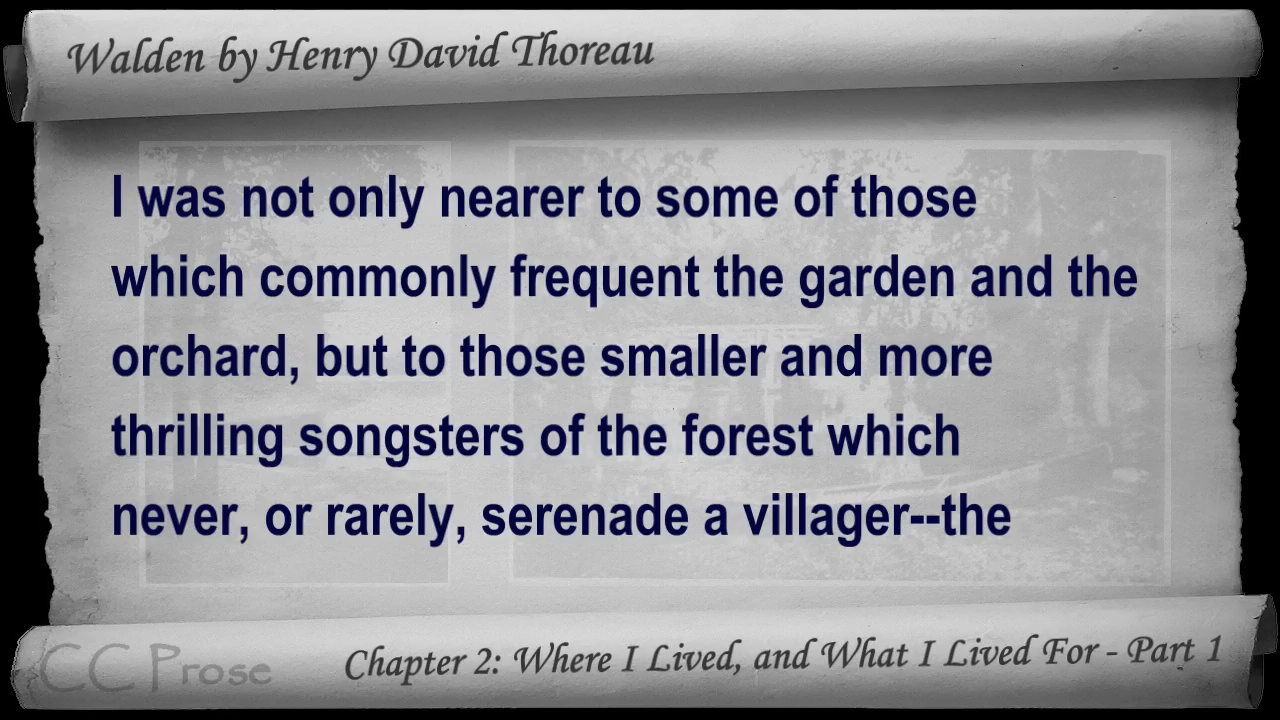 Walden by Henry David Thoreau
I was not only nearer to some of those
which commonly frequent the garden and the
orchard, but to those smaller and more
thrilling songsters of the forest which
never, or rarely, serenade a villager--the
CC Prose
Chapter 2: Where I Lived, and What I Lived For - Part 1